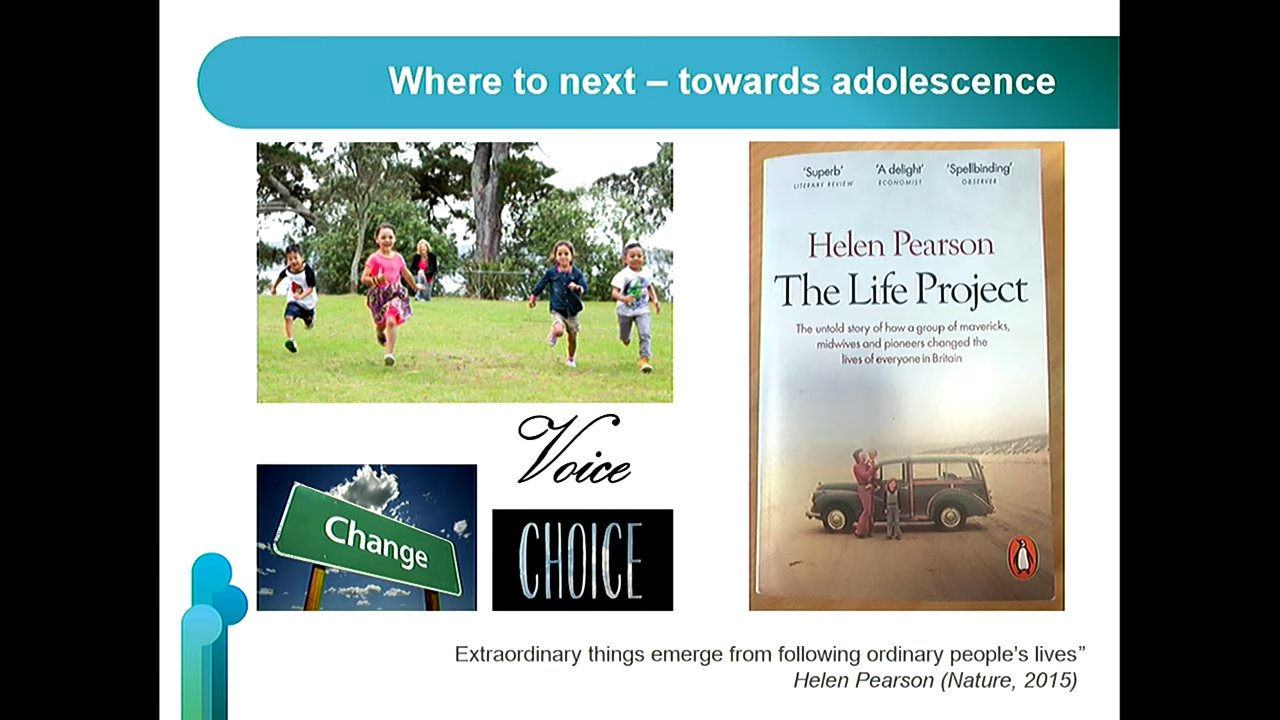 Where to next – towards adolescence
'Superb' 'A delight' 'Spellbinding'
LITERARY REVIEW ECONOMIST OBSERVER
Helen Pearson
The Life Project
The untold story of how a group of mavericks,
midwives and pioneers changed the
lives of everyone in Britain
Voice
Change
CHOICE
Extraordinary things emerge from following ordinary people's lives”
Helen Pearson (Nature, 2015)